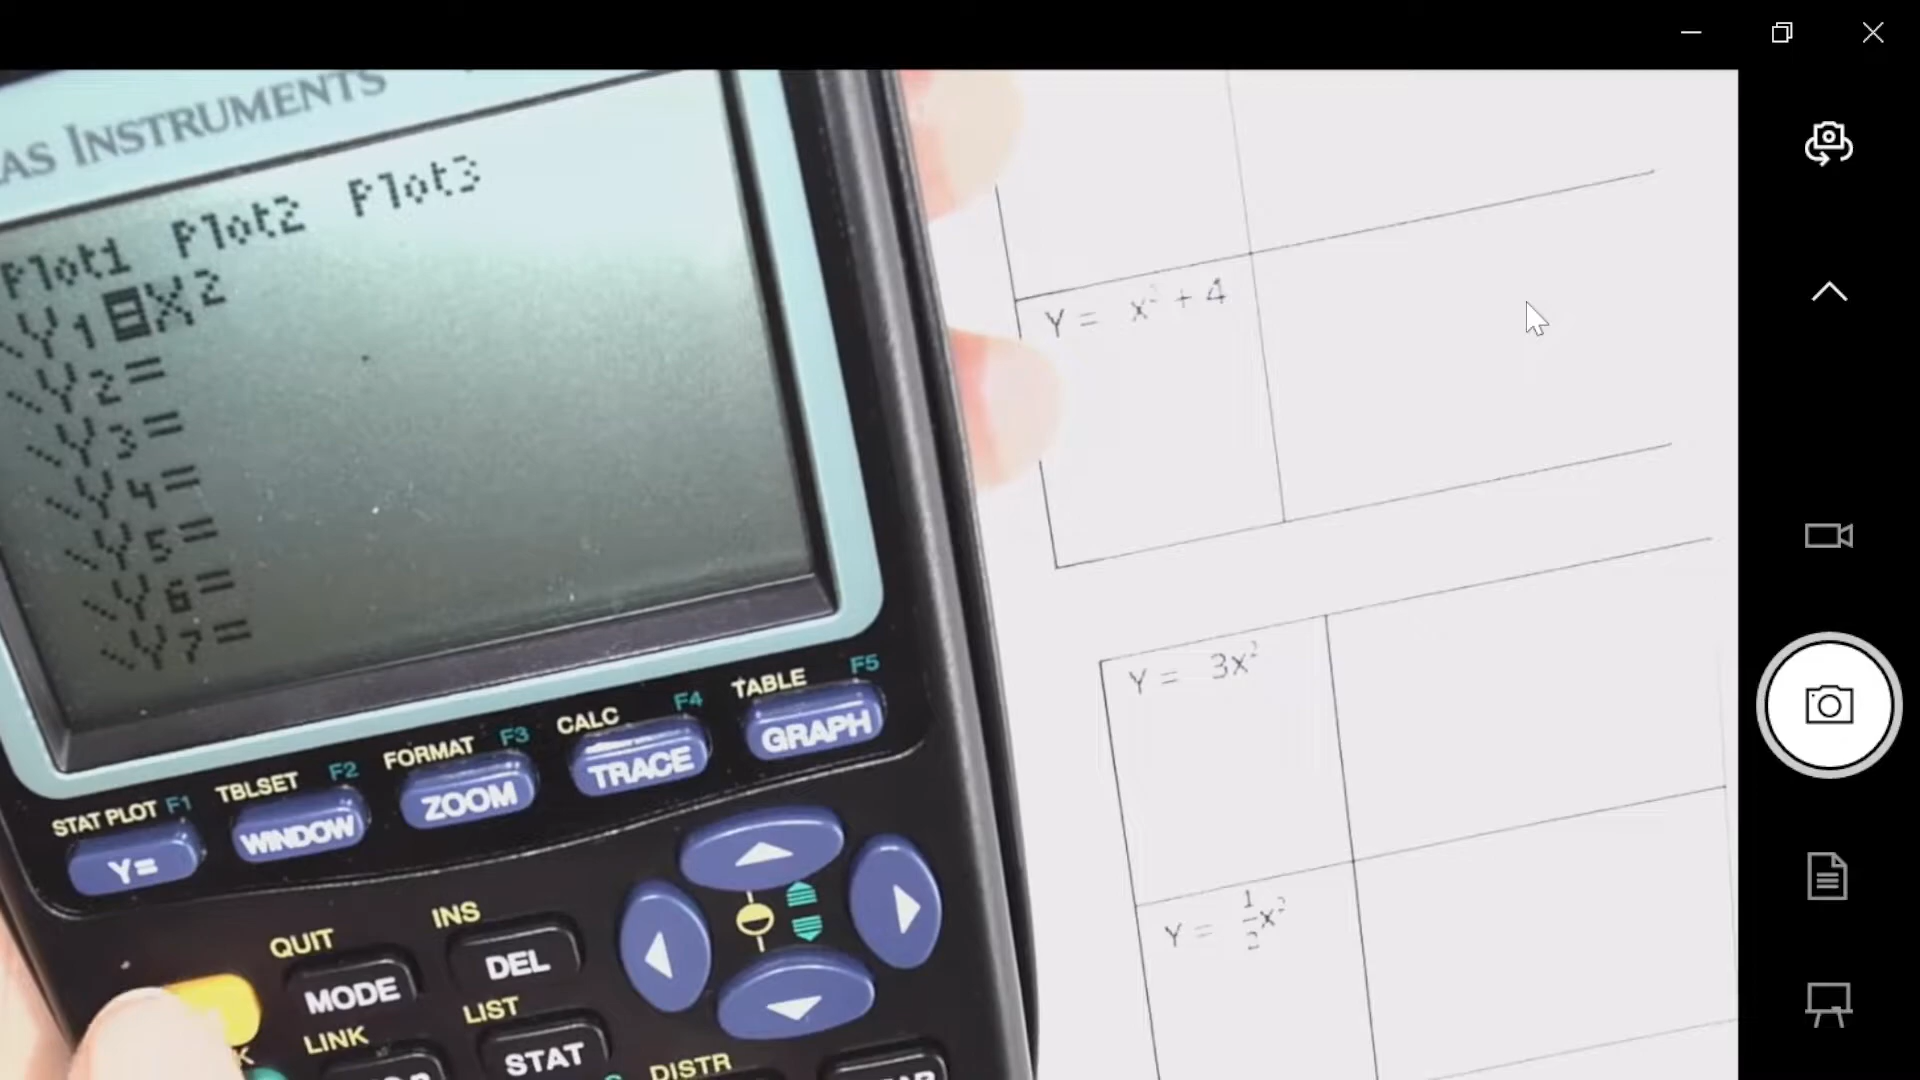 AS INSTRUMENTS
Plot1 Plot2 Plot3
\Y1=X²
\Y2=
\Y3=
\Y4=
\Y5=
\Y6=
\Y7=
STAT PLOT F1 TBLSET F2 FORMAT F3 CALC F4 TABLE F5
Y= WINDOW ZOOM TRACE GRAPH
QUIT INS
MODE DEL
LINK LIST
STAT
DISTR
Y = x² + 4
Y = 3x²
Y = 1/2 x²